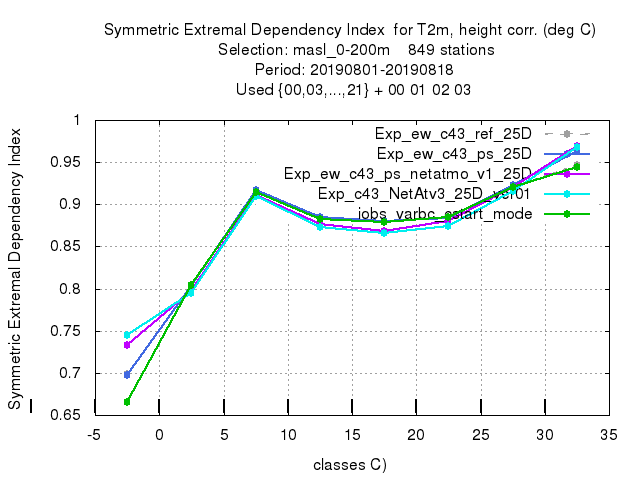 Symmetric Extremal Dependency Index for T2m, height corr. (deg C)
Selection: masl_0-200m 849 stations
Period: 20190801-20190818
Used {00,03,...,21} + 00 01 02 03
Symmetric Extremal Dependency Index
1
0.95
0.9
0.85
0.8
0.75
0.7
0.65
Exp_ew_c43_ref_25D
Exp_ew_c43_ps_25D
Exp_ew_c43_ps_netatmo_v1_25D
Exp_c43_NetAtv3_25D_ver01
iobs_varbc_cstart_mode
-5 0 5 10 15 20 25 30 35
classes C)